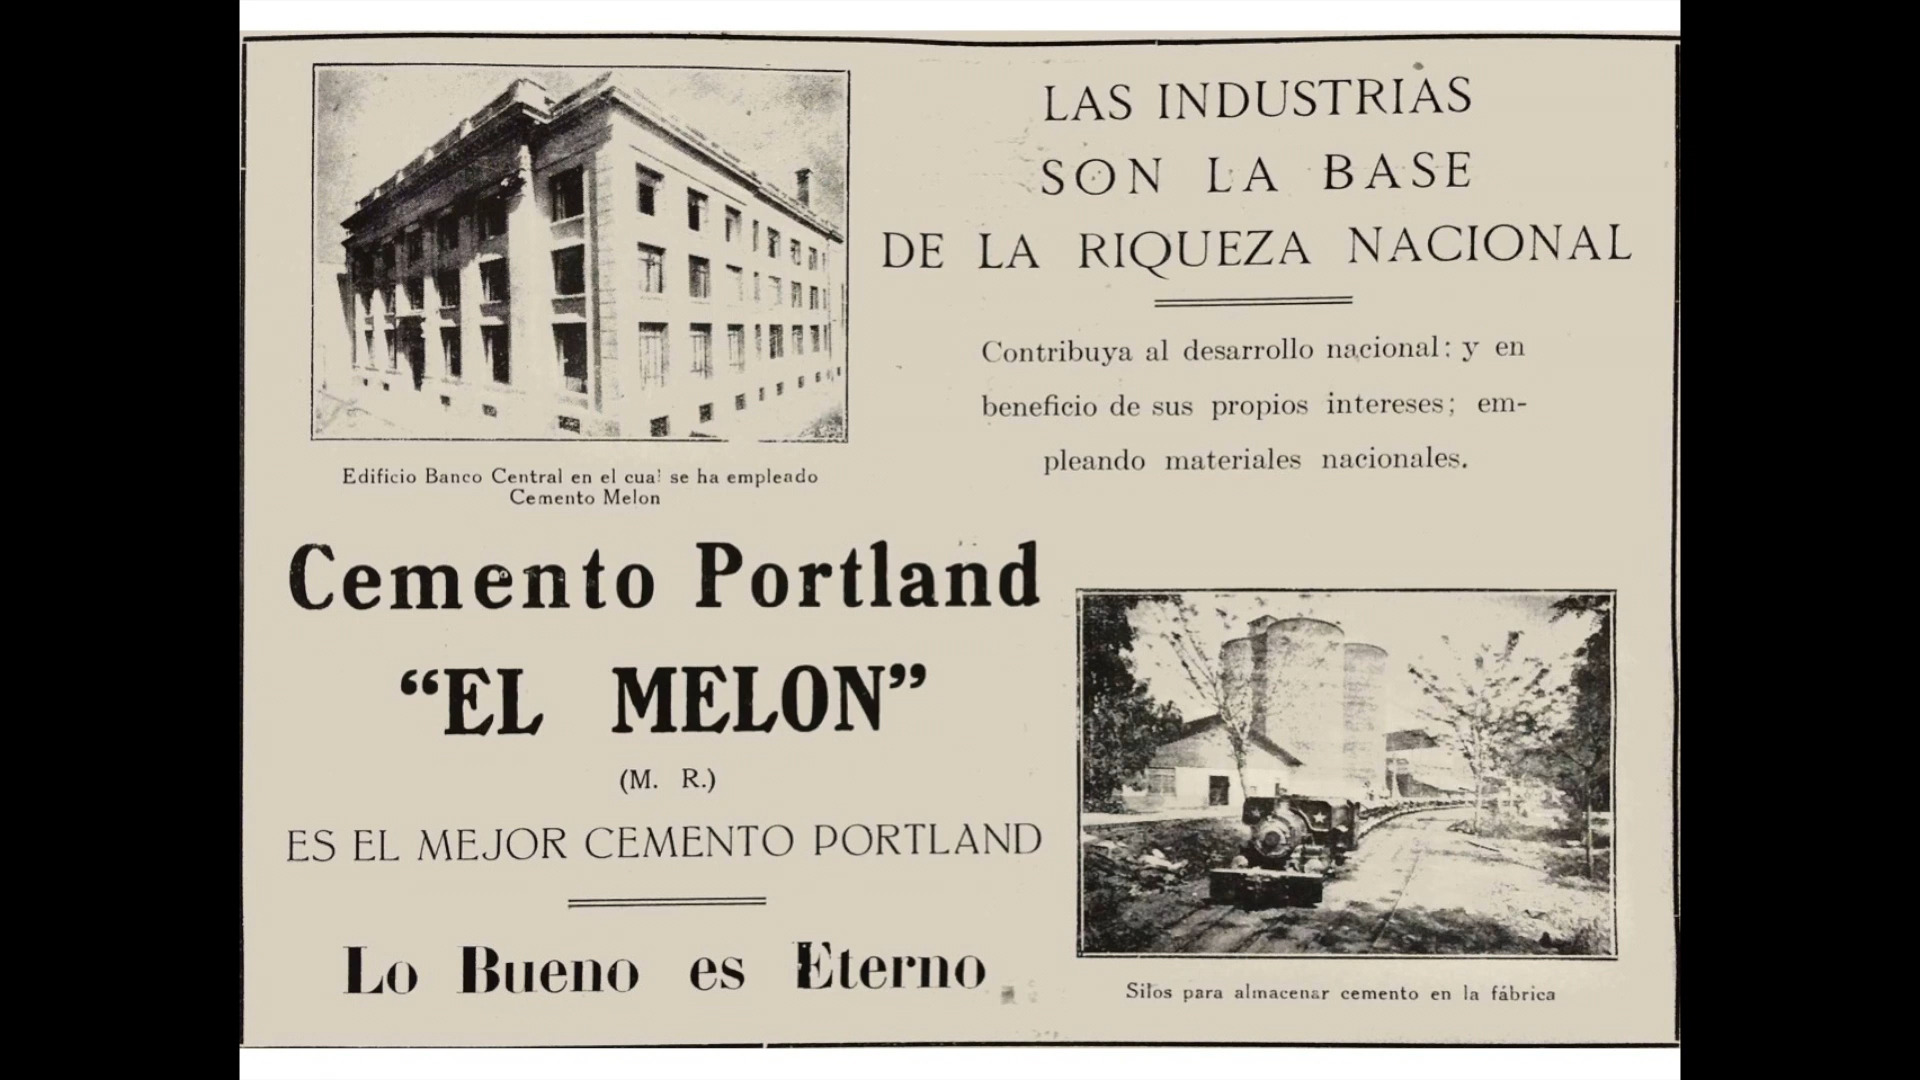 LAS INDUSTRIAS
SON LA BASE
DE LA RIQUEZA NACIONAL
Contribuya al desarrollo nacional: y en
beneficio de sus propios intereses; em-
pleando materiales nacionales.
Edificio Banco Central en el cual se ha empleado
Cemento Melon
Cemento Portland
“EL MELON”
(M. R.)
ES EL MEJOR CEMENTO PORTLAND
Lo Bueno es Eterno
Silos para almacenar cemento en la fábrica